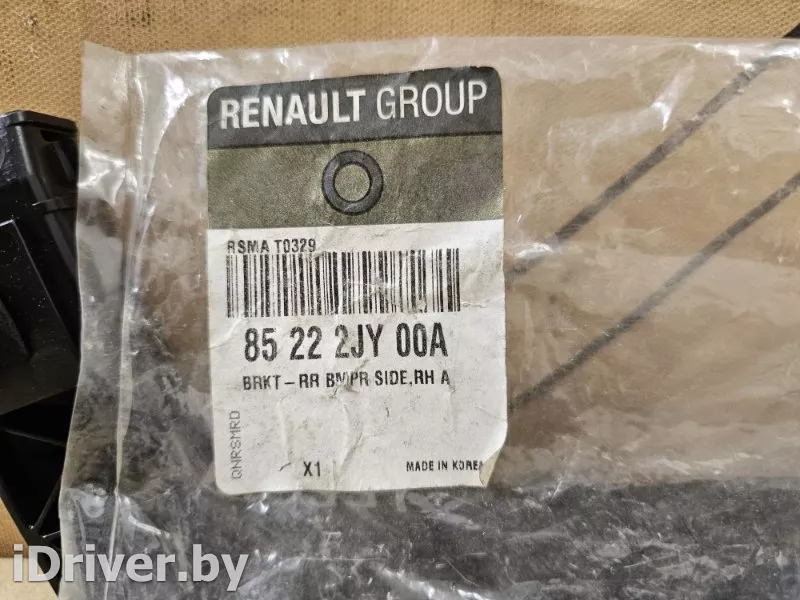 RENAULT GROUP
RSMA T0329
85 22 2JY 00A
BRKT-RR BMPR SIDE,RH A
QNRSMRD
X1
MADE IN KOREA
iDriver.by